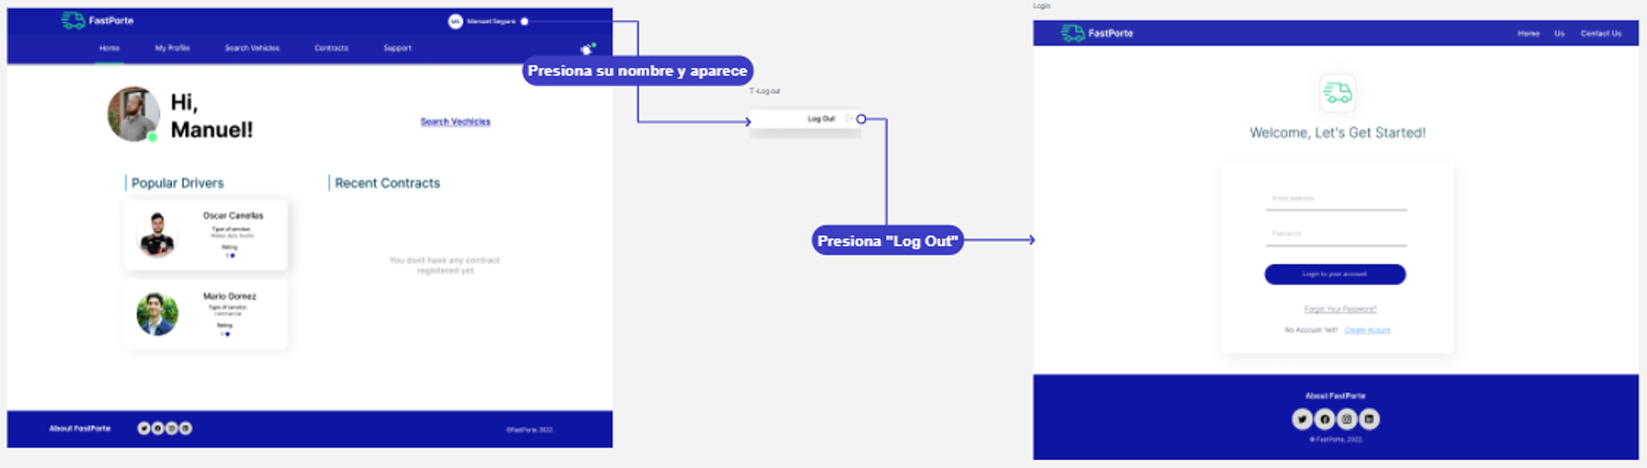 FastPorte
MS Manuel Segura
Home My Profile Search Vehicles Contracts Support
Hi,
Manuel!
Search Vechicles
Popular Drivers
Oscar Canellas
Type of service:
Heavy duty trucks
Rating
5
Mario Gomez
Type of service:
commercial
Rating
5
Recent Contracts
You dont have any contract
registered yet
About FastPorte
©FastPorte, 2022.
Presiona su nombre y aparece
T -Log out
Log Out
Presiona "Log Out"
Login
FastPorte
Home Us Contact Us
Welcome, Let's Get Started!
Email address
Password
Login to your account
Forget Your Password?
No Account Yet? Create Acount
About FastPorte
© FastPorte, 2022.